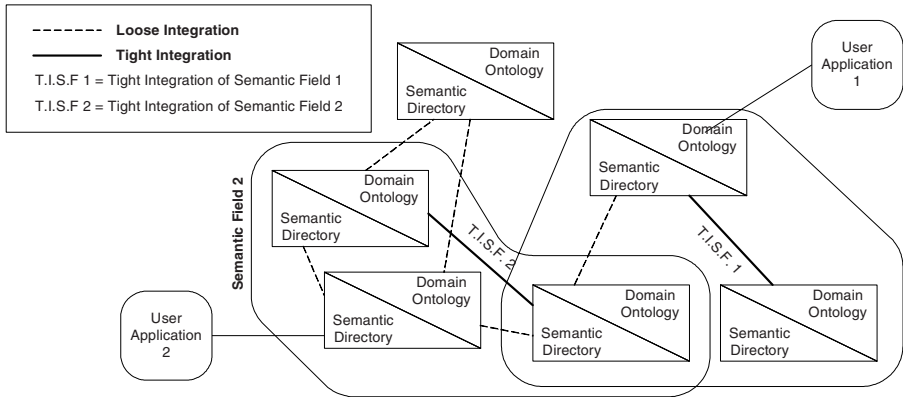 Loose Integration
Tight Integration
T.I.S.F 1 = Tight Integration of Semantic Field 1
T.I.S.F 2 = Tight Integration of Semantic Field 2
Domain
Ontology
Semantic
Directory
User
Application
1
Domain
Ontology
Semantic
Directory
Semantic Field 2
Domain
Ontology
Semantic
Directory
T.I.S.F. 2
T.I.S.F. 1
Domain
Ontology
Semantic
Directory
Domain
Ontology
Semantic
Directory
Domain
Ontology
Semantic
Directory
User
Application
2